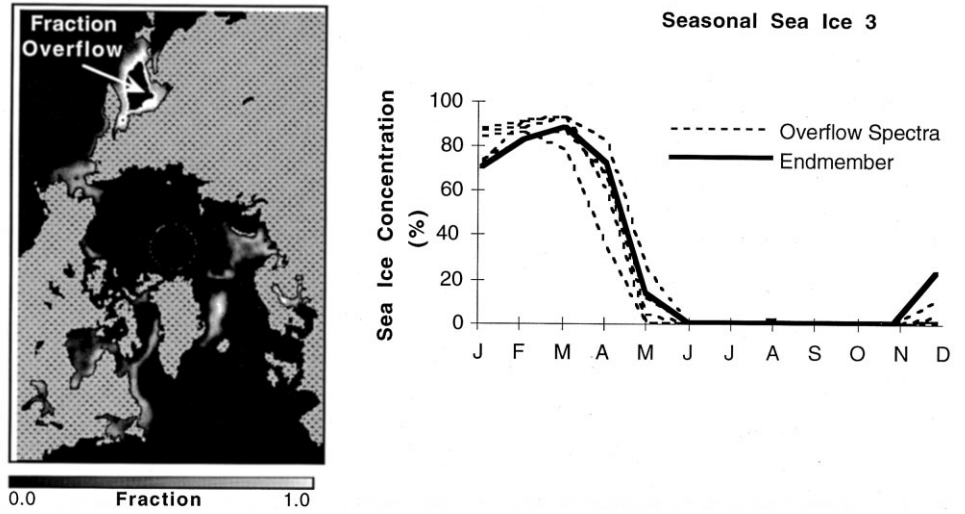 Fraction
Overflow
0.0 Fraction 1.0
Seasonal Sea Ice 3
Sea Ice Concentration
(%)
100
80
60
40
20
0
J F M A M J J A S O N D
Overflow Spectra
Endmember